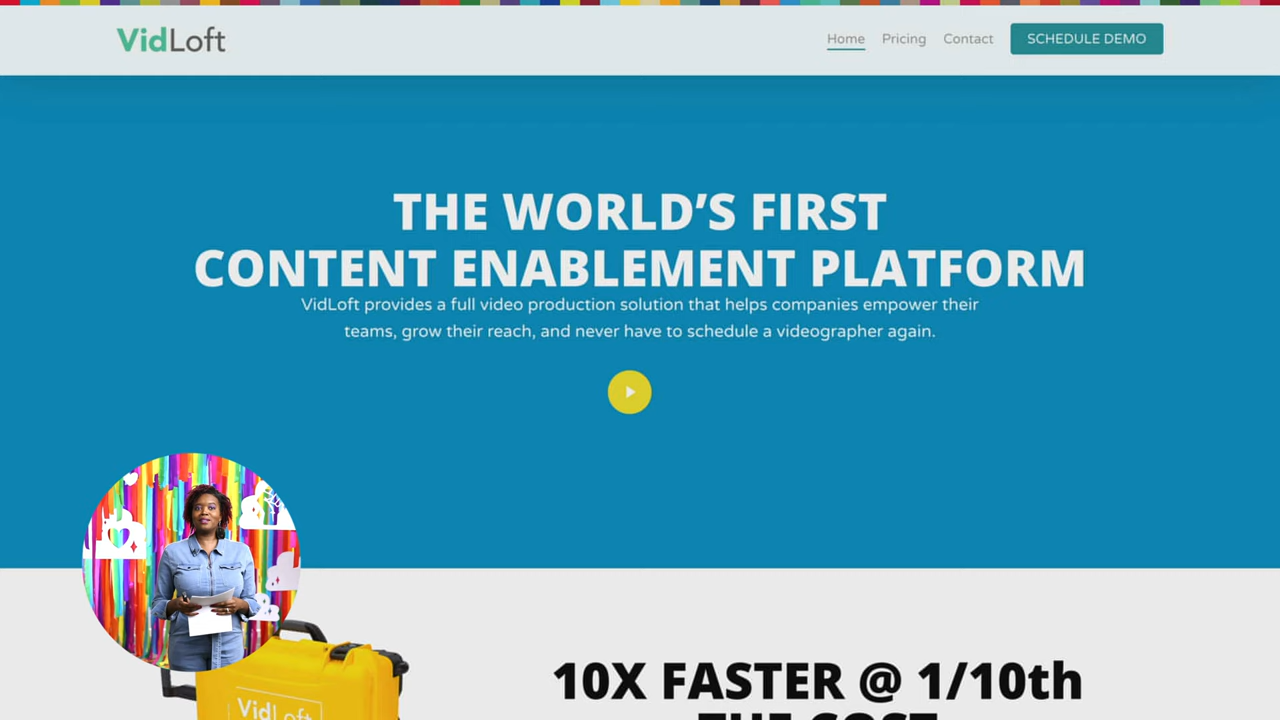 VidLoft
Home Pricing Contact SCHEDULE DEMO
THE WORLD’S FIRST
CONTENT ENABLEMENT PLATFORM
VidLoft provides a full video production solution that helps companies empower their
teams, grow their reach, and never have to schedule a videographer again.
10X FASTER @ 1/10th
THE COST
VidLoft